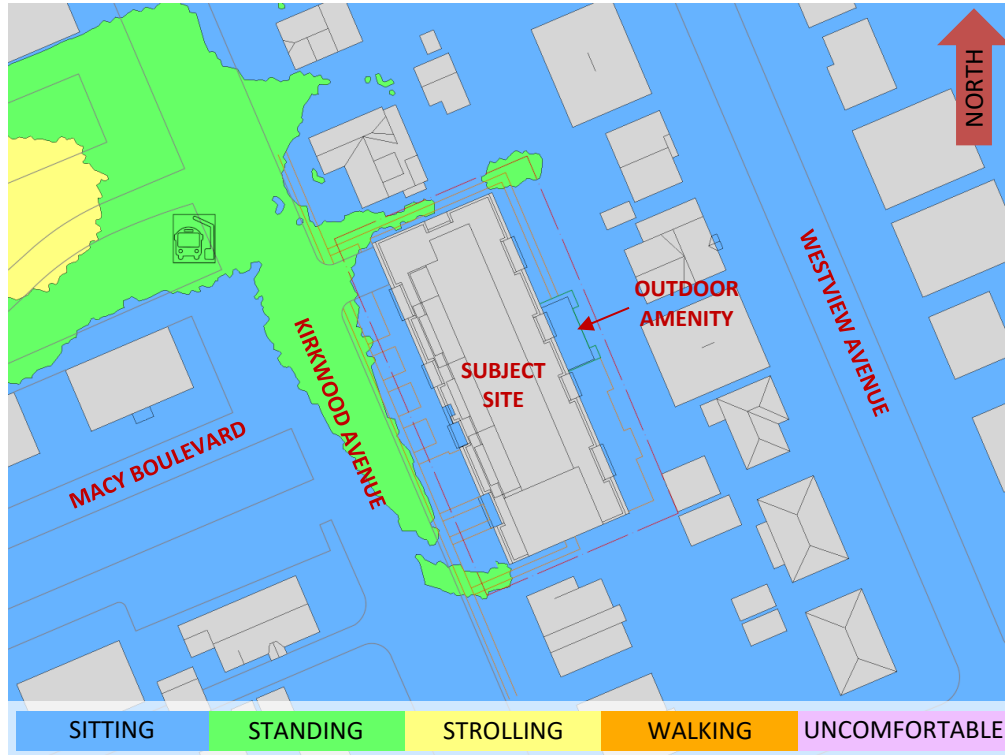 NORTH
WESTVIEW AVENUE
OUTDOOR
AMENITY
KIRKWOOD AVENUE
SUBJECT
SITE
MACY BOULEVARD
SITTING
STANDING
STROLLING
WALKING
UNCOMFORTABLE